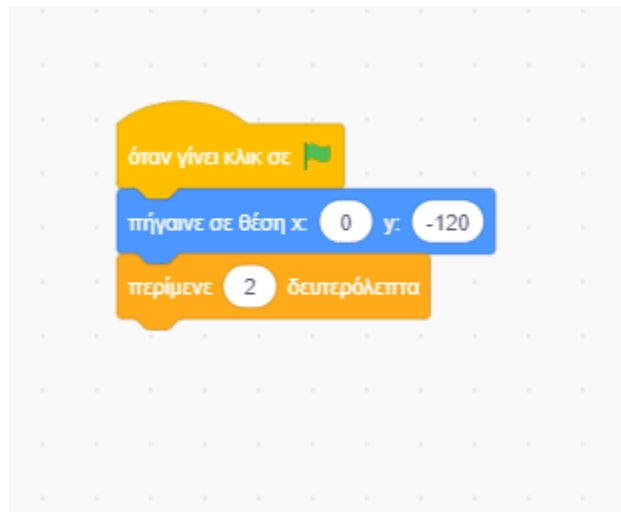 όταν γίνει κλικ σε
πήγαινε σε θέση x: 0 y: -120
περίμενε 2 δευτερόλεπτα